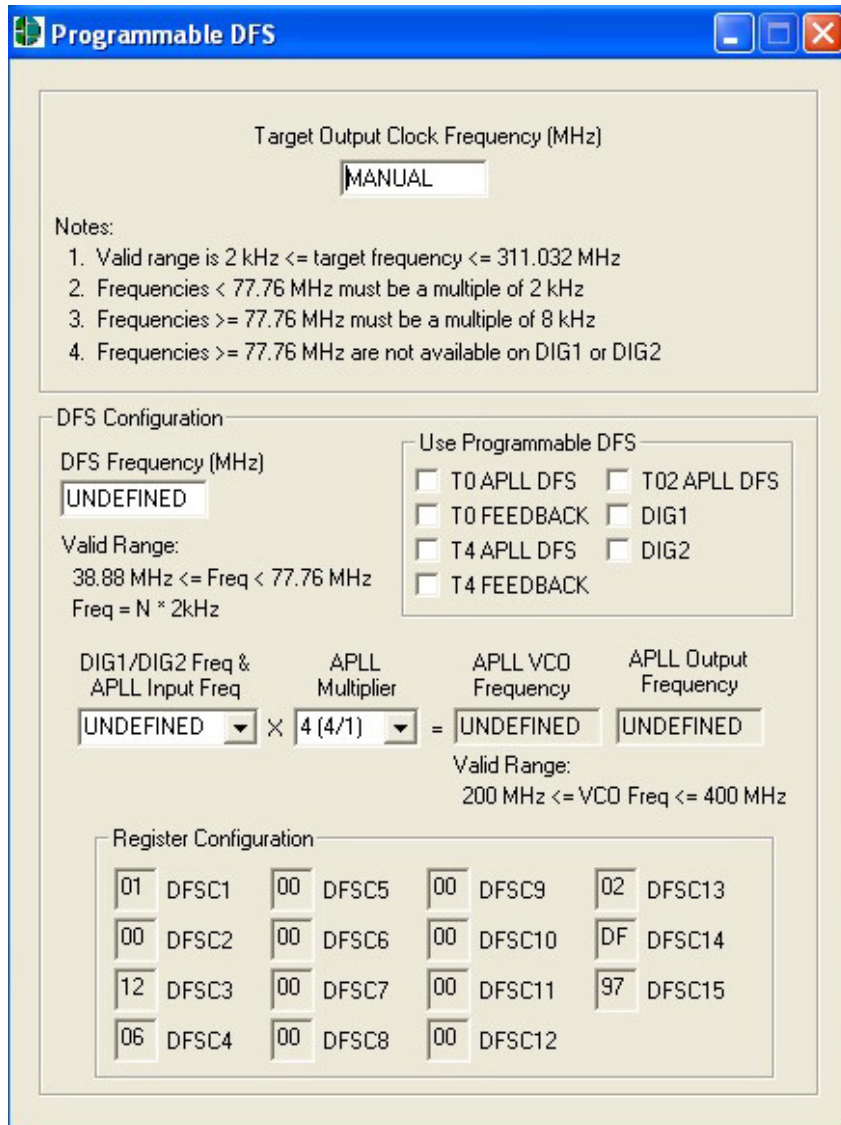 Programmable DFS
Target Output Clock Frequency (MHz)
MANUAL
Notes:
1. Valid range is 2 kHz <= target frequency <= 311.032 MHz
2. Frequencies < 77.76 MHz must be a multiple of 2 kHz
3. Frequencies >= 77.76 MHz must be a multiple of 8 kHz
4. Frequencies >= 77.76 MHz are not available on DIG1 or DIG2
DFS Configuration
DFS Frequency (MHz)
UNDEFINED
Valid Range:
38.88 MHz <= Freq < 77.76 MHz
Freq = N * 2kHz
Use Programmable DFS
T0 APLL DFS
T02 APLL DFS
T0 FEEDBACK
DIG1
T4 APLL DFS
DIG2
T4 FEEDBACK
DIG1/DIG2 Freq &
APLL Input Freq
UNDEFINED
X
APLL
Multiplier
4 (4/1)
=
APLL VCO
Frequency
UNDEFINED
APLL Output
Frequency
UNDEFINED
Valid Range:
200 MHz <= VCO Freq <= 400 MHz
Register Configuration
01 DFSC1
00 DFSC5
00 DFSC9
02 DFSC13
00 DFSC2
00 DFSC6
00 DFSC10
DF DFSC14
12 DFSC3
00 DFSC7
00 DFSC11
97 DFSC15
06 DFSC4
00 DFSC8
00 DFSC12